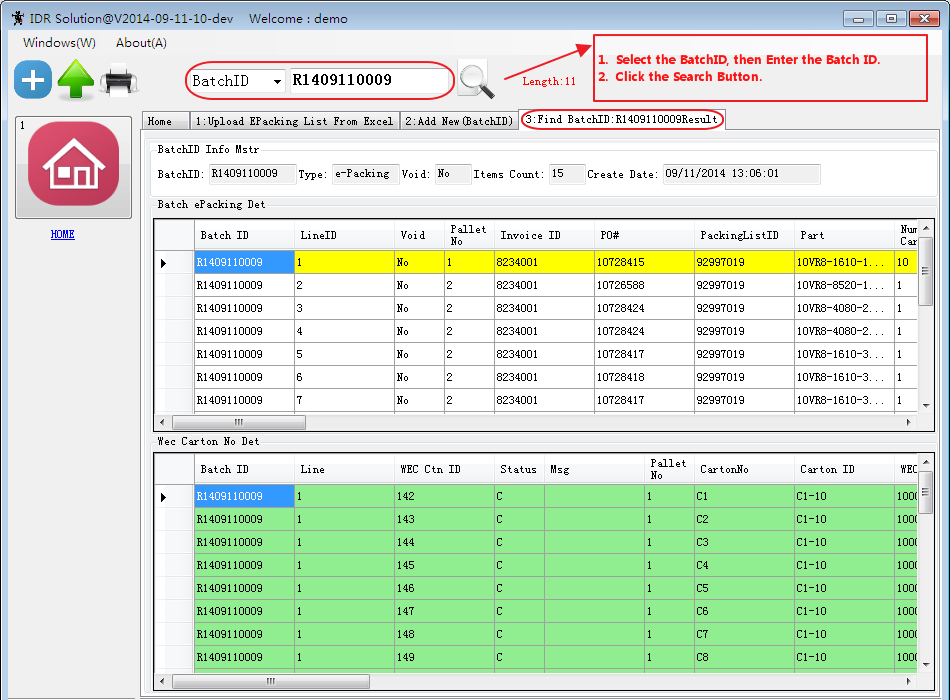 IDR Solution@V2014-09-11-10-dev Welcome : demo
Windows(W) About(A)
BatchID R1409110009
Length:11
1. Select the BatchID, then Enter the Batch ID.
2. Click the Search Button.
1
HOME
Home 1:Upload EPacking List From Excel 2:Add New(BatchID) 3:Find BatchID:R1409110009Result
BatchID Info Mstr
BatchID: R1409110009 Type: e-Packing Void: No Items Count: 15 Create Date: 09/11/2014 13:06:01
Batch ePacking Det
Batch ID LineID Void Pallet No Invoice ID PO# PackingListID Part Num Car
R1409110009 1 No 1 8234001 10728415 92997019 10VR8-1610-1... 10
R1409110009 2 No 2 8234001 10726588 92997019 10VR8-8520-1... 1
R1409110009 3 No 2 8234001 10728424 92997019 10VR8-4080-2... 1
R1409110009 4 No 2 8234001 10728424 92997019 10VR8-4080-2... 1
R1409110009 5 No 2 8234001 10728417 92997019 10VR8-1610-3... 1
R1409110009 6 No 2 8234001 10728418 92997019 10VR8-1610-3... 1
R1409110009 7 No 2 8234001 10728417 92997019 10VR8-1610-3... 1
Wec Carton No Det
Batch ID Line WEC Ctn ID Status Msg Pallet No CartonNo Carton ID WEC
R1409110009 1 142 C 1 C1 C1-10 1000
R1409110009 1 143 C 1 C2 C1-10 1000
R1409110009 1 144 C 1 C3 C1-10 1000
R1409110009 1 145 C 1 C4 C1-10 1000
R1409110009 1 146 C 1 C5 C1-10 1000
R1409110009 1 147 C 1 C6 C1-10 1000
R1409110009 1 148 C 1 C7 C1-10 1000
R1409110009 1 149 C 1 C8 C1-10 1000